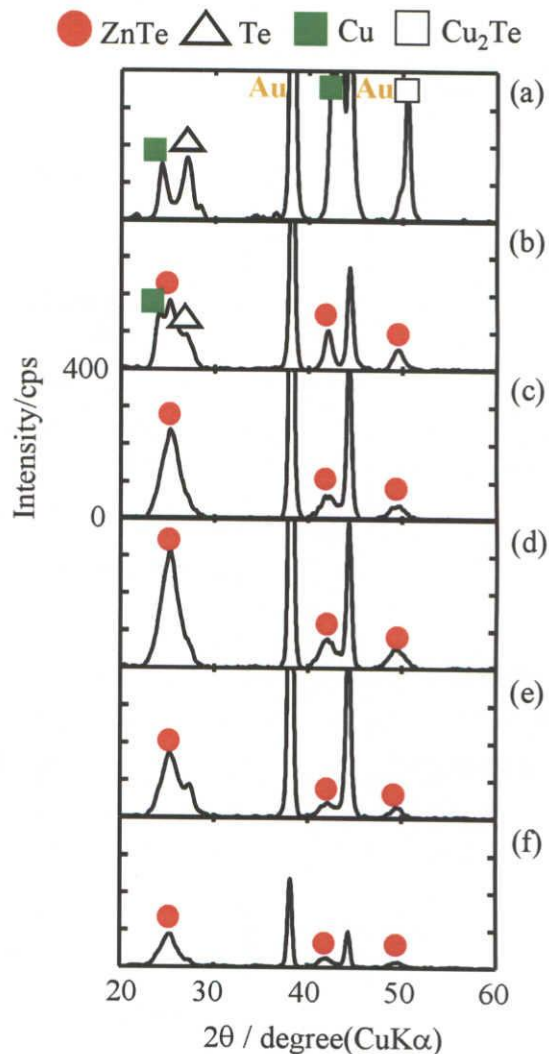 ZnTe Te Cu Cu₂Te
Au Au (a)
(b)
400
(c)
0
(d)
(e)
(f)
Intensity/cps
20 30 40 50 60
2θ / degree(CuKα)